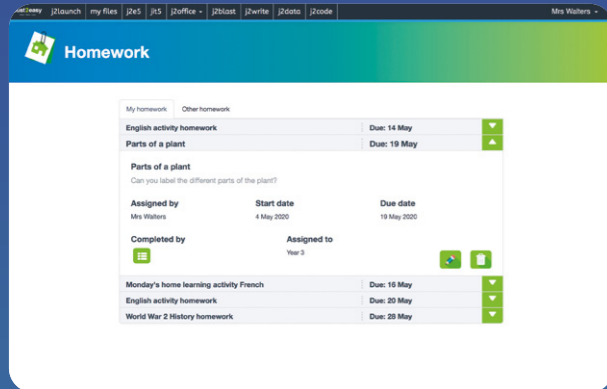 just2easy j2launch my files j2e5 jit5 j2office j2blast j2write j2data j2code Mrs Walters
Homework
My homework Other homework
English activity homework Due: 14 May
Parts of a plant Due: 19 May
Parts of a plant
Can you label the different parts of the plant?
Assigned by Start date Due date
Mrs Walters 4 May 2020 19 May 2020
Completed by Assigned to
Year 3
Monday's home learning activity French Due: 16 May
English activity homework Due: 20 May
World War 2 History homework Due: 28 May